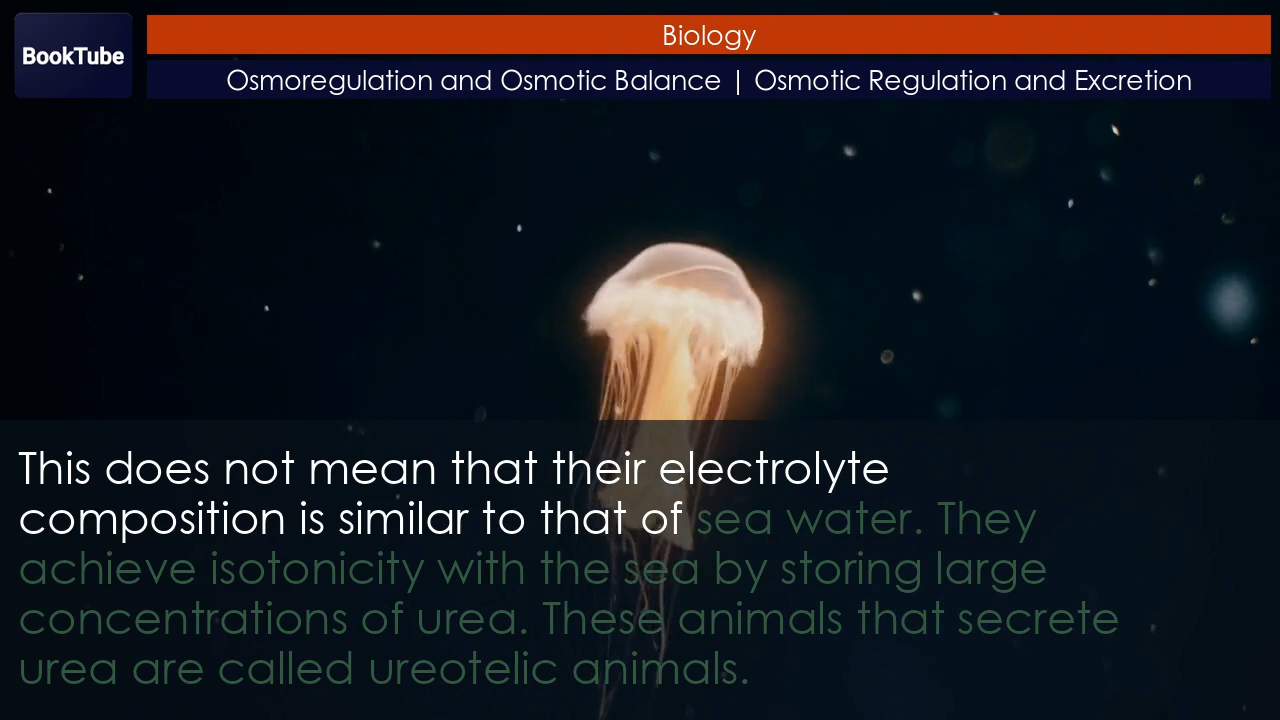 BookTube
Biology
Osmoregulation and Osmotic Balance | Osmotic Regulation and Excretion
This does not mean that their electrolyte
composition is similar to that of sea water. They
achieve isotonicity with the sea by storing large
concentrations of urea. These animals that secrete
urea are called ureotelic animals.